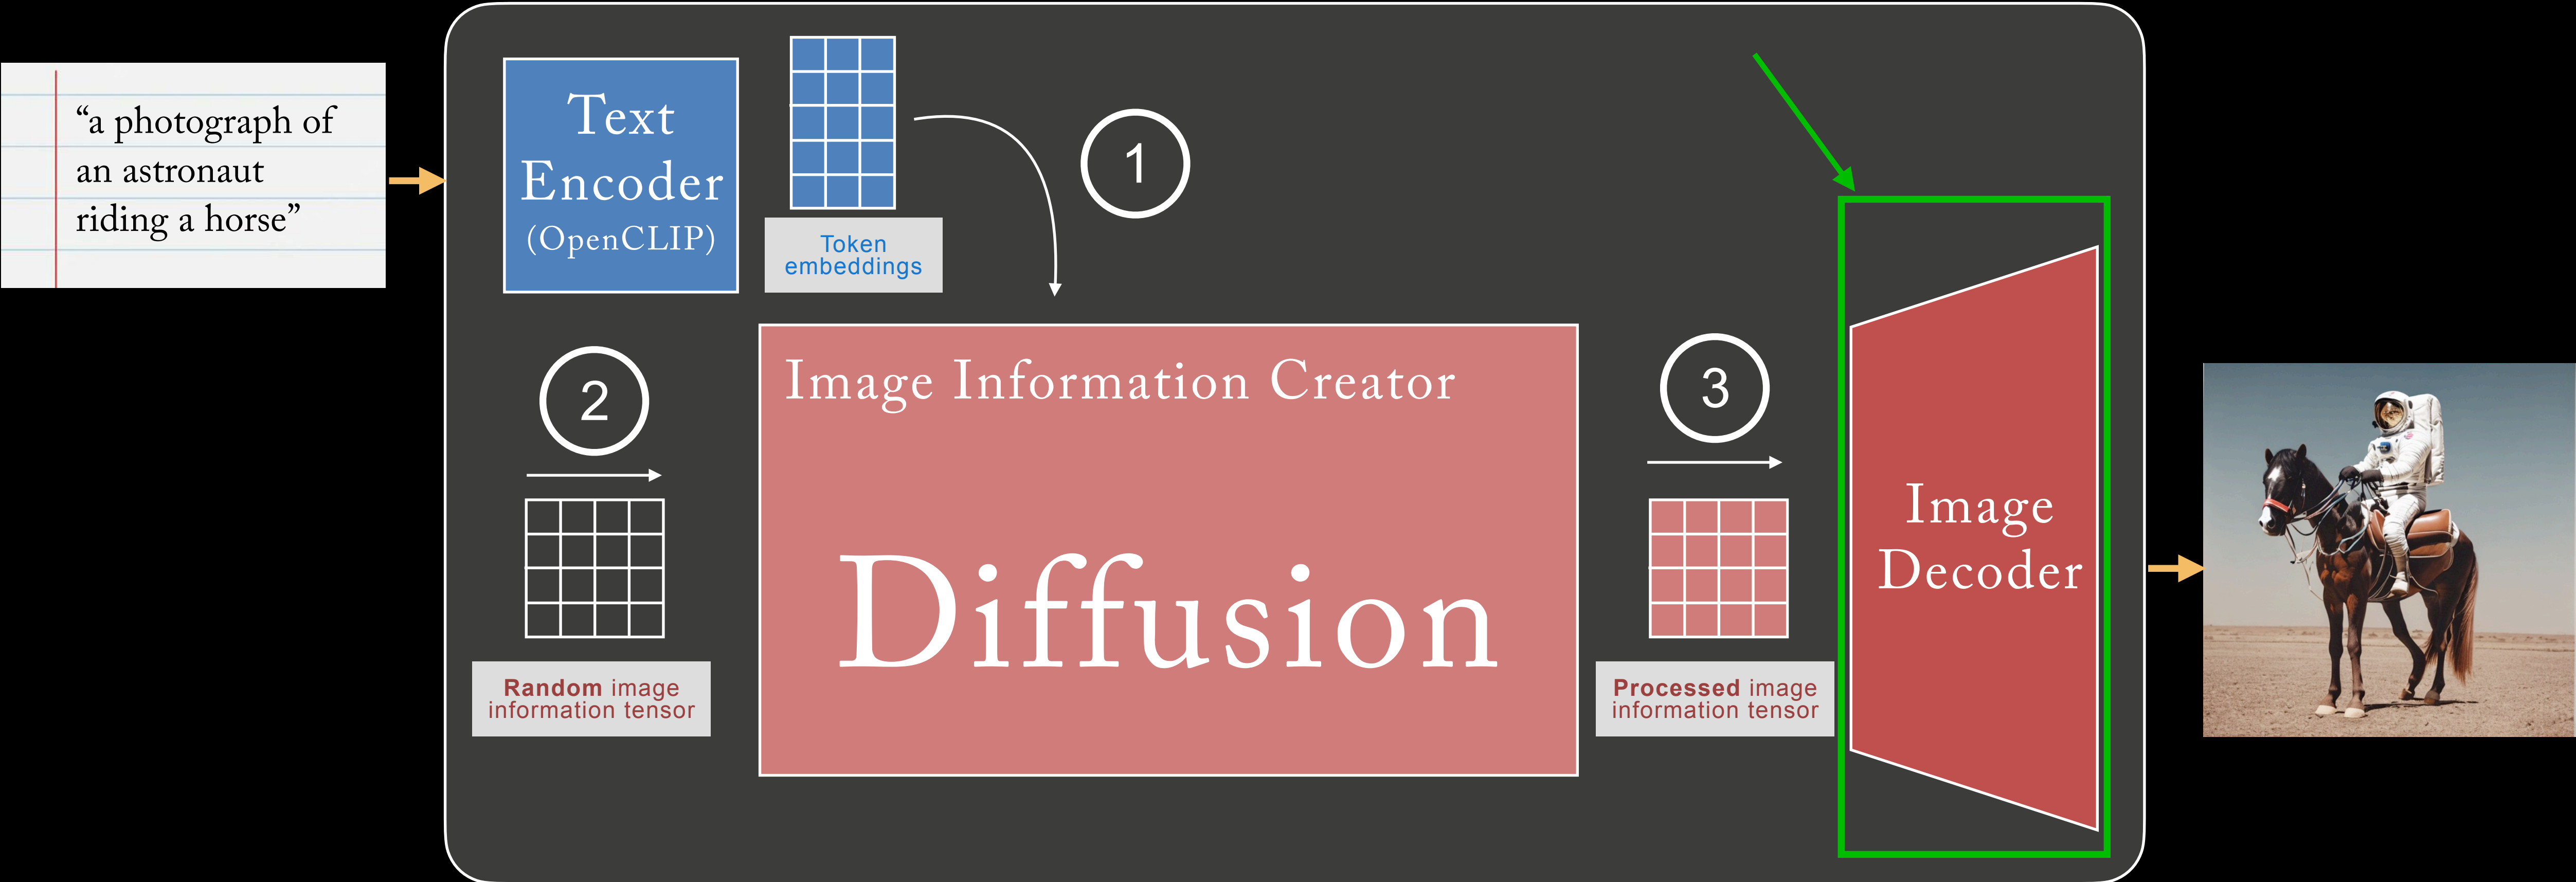 “a photograph of
an astronaut
riding a horse”
Text
Encoder
(OpenCLIP)
Token
embeddings
1
2
Random image
information tensor
Image Information Creator
Diffusion
3
Processed image
information tensor
Image
Decoder